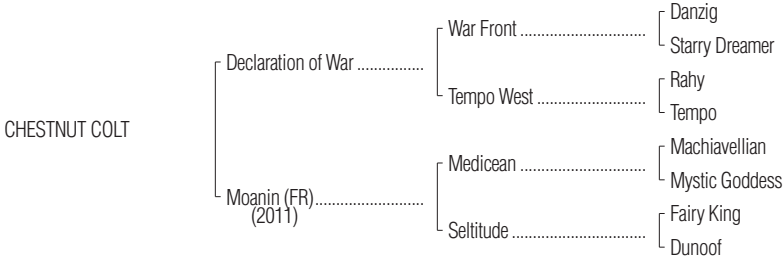 Danzig
War Front ..............................
Starry Dreamer
Declaration of War ................
Rahy
Tempo West ..........................
Tempo
CHESTNUT COLT
Machiavellian
Medicean ..............................
Mystic Goddess
Moanin (FR)..........................
(2011)
Fairy King
Seltitude ................................
Dunoof